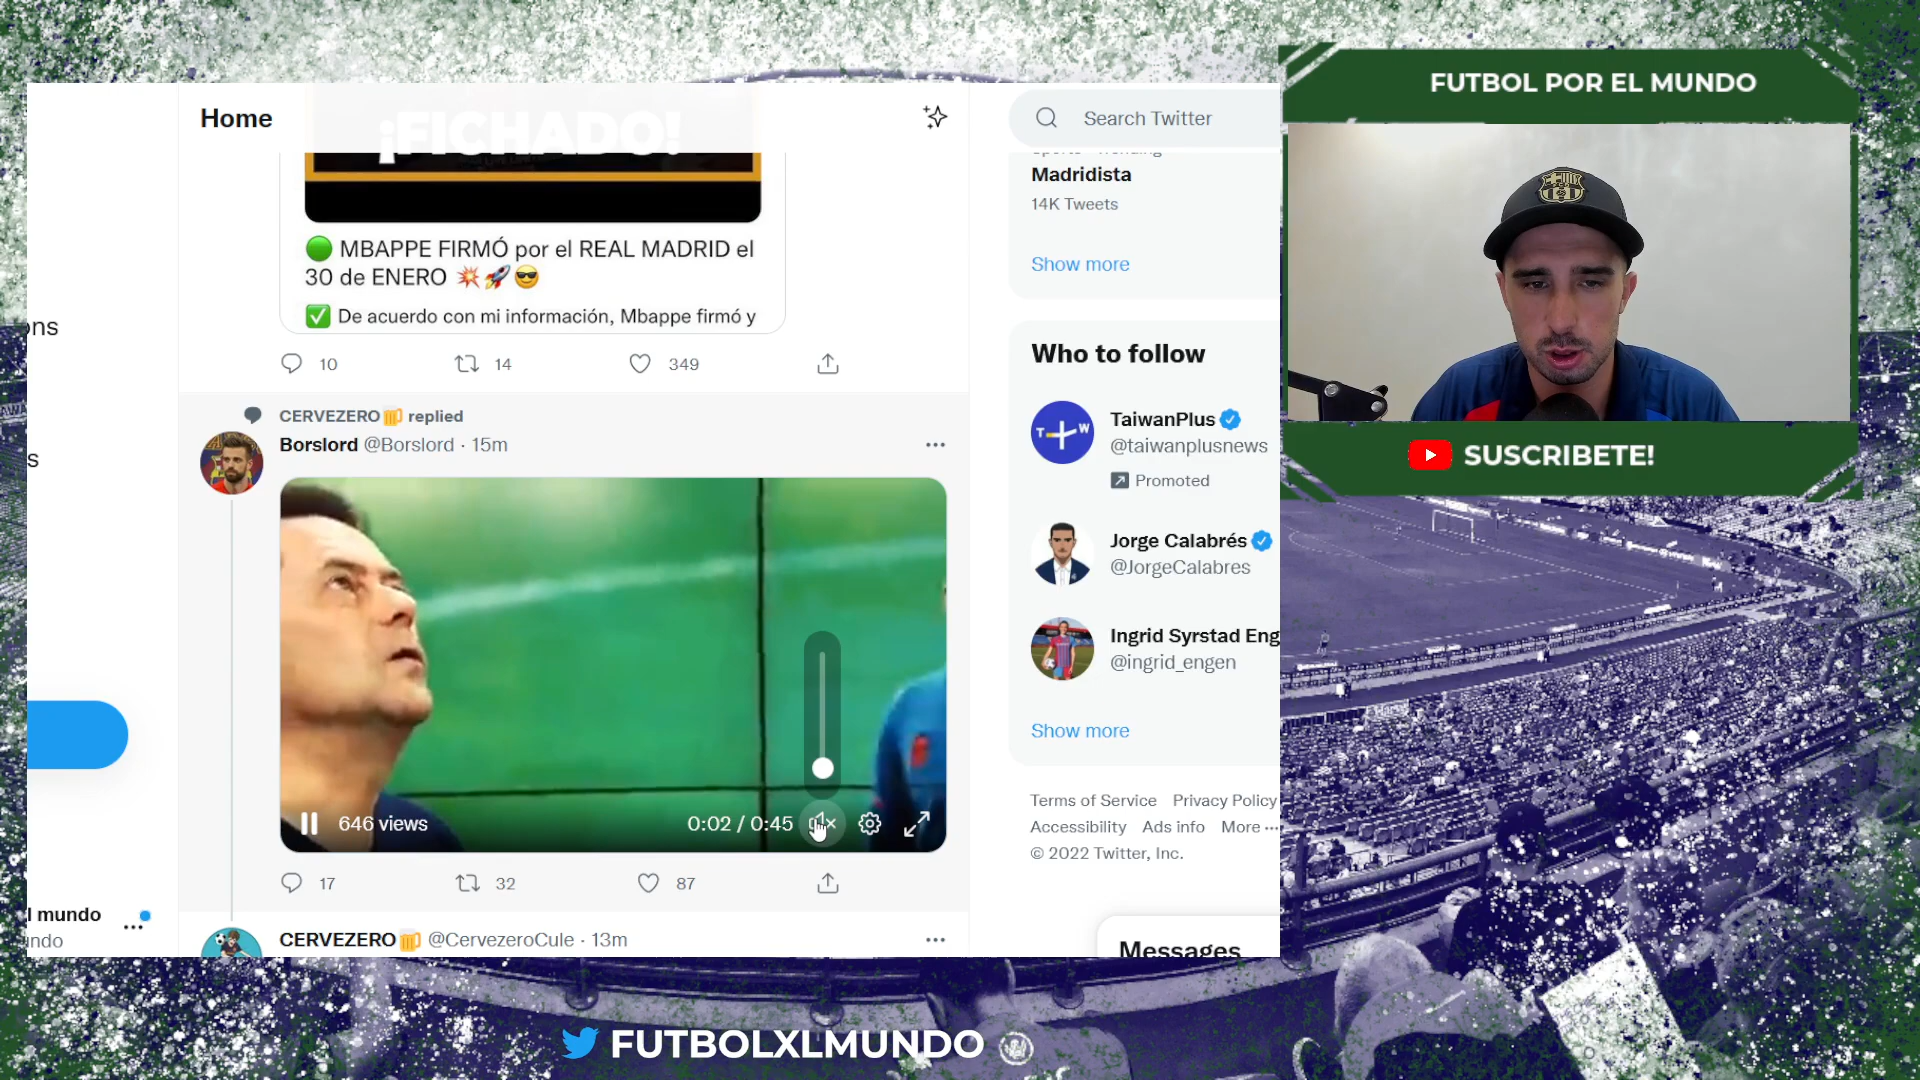 Home
¡FICHADO!
MBAPPE FIRMÓ por el REAL MADRID el
30 de ENERO
De acuerdo con mi información, Mbappe firmó y
10
14
349
CERVEZERO replied
Borslord @Borslord · 15m
646 views
0:02 / 0:45
17
32
87
CERVEZERO @CervezeroCule · 13m
ons
s
l mundo
undo
Search Twitter
Madridista
14K Tweets
Show more
Who to follow
TaiwanPlus
@taiwanplusnews
Promoted
Jorge Calabrés
@JorgeCalabres
Ingrid Syrstad Eng
@ingrid_engen
Show more
Terms of Service Privacy Policy
Accessibility Ads info More ...
© 2022 Twitter, Inc.
Messages
FUTBOL POR EL MUNDO
SUSCRIBETE!
FUTBOLXLMUNDO